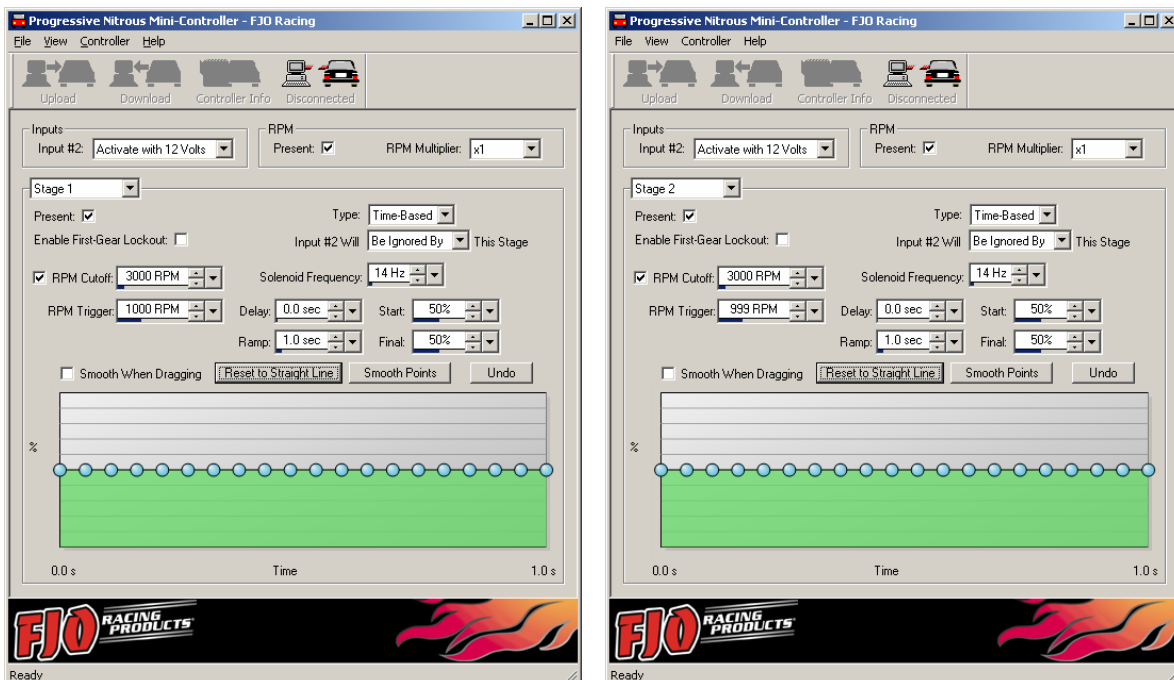 Progressive Nitrous Mini-Controller - FJO Racing
File View Controller Help
Upload Download Controller Info Disconnected
Inputs
Input #2: Activate with 12 Volts
RPM
Present: RPM Multiplier: x1
Stage 1
Present: Type: Time-Based
Enable First-Gear Lockout: Input #2 Will Be Ignored By This Stage
RPM Cutoff: 3000 RPM Solenoid Frequency: 14 Hz
RPM Trigger: 1000 RPM Delay: 0.0 sec Start: 50%
Ramp: 1.0 sec Final: 50%
Smooth When Dragging Reset to Straight Line Smooth Points Undo
%
0.0 s Time 1.0 s
FJO RACING PRODUCTS
Ready
Progressive Nitrous Mini-Controller - FJO Racing
File View Controller Help
Upload Download Controller Info Disconnected
Inputs
Input #2: Activate with 12 Volts
RPM
Present: RPM Multiplier: x1
Stage 2
Present: Type: Time-Based
Enable First-Gear Lockout: Input #2 Will Be Ignored By This Stage
RPM Cutoff: 3000 RPM Solenoid Frequency: 14 Hz
RPM Trigger: 999 RPM Delay: 0.0 sec Start: 50%
Ramp: 1.0 sec Final: 50%
Smooth When Dragging Reset to Straight Line Smooth Points Undo
%
0.0 s Time 1.0 s
FJO RACING PRODUCTS
Ready